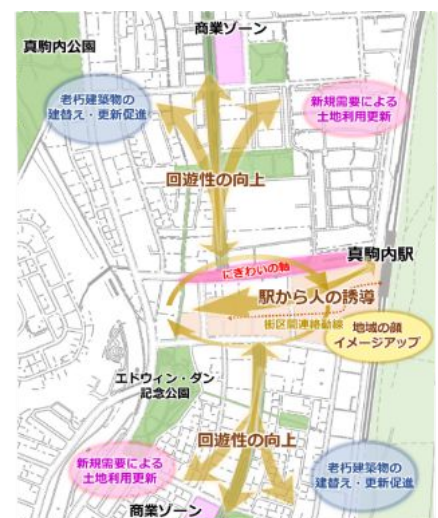 商業ゾーン
真駒内公園
老朽建築物の
建替え・更新促進
新規需要による
土地利用更新
回遊性の向上
真駒内駅
にぎわいの軸
駅から人の誘導
街区間連絡動線
地域の顔
イメージアップ
エドウィン・ダン
記念公園
回遊性の向上
新規需要による
土地利用更新
老朽建築物の
建替え・更新促進
商業ゾーン